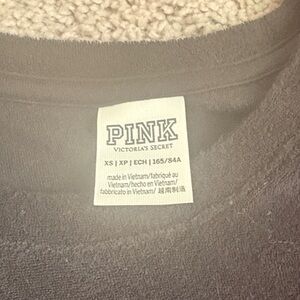 PINK
VICTORIA'S SECRET
XS | XP | ECH | 165/84A
made in Vietnam/fabriqué au
Vietnam/hecho en Vietnam/
fabbricato in Vietnam/ 越南制造